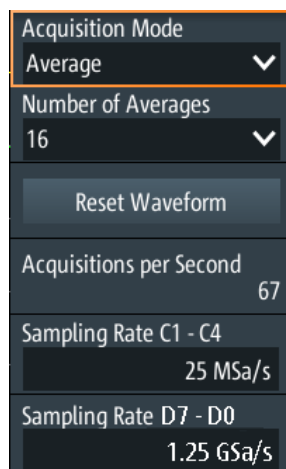 Acquisition Mode
Average
Number of Averages
16
Reset Waveform
Acquisitions per Second
67
Sampling Rate C1 - C4
25 MSa/s
Sampling Rate D7 - D0
1.25 GSa/s